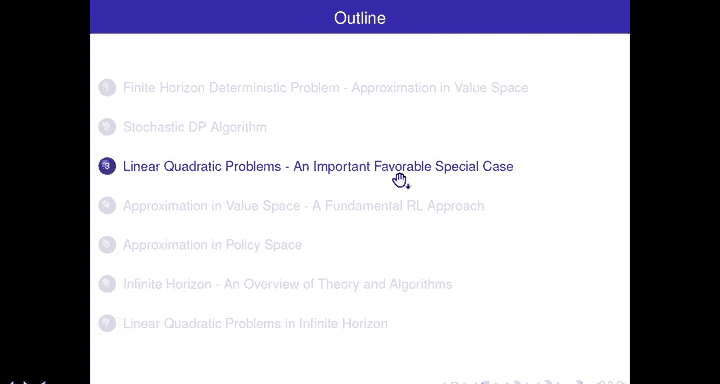 Outline
1 Finite Horizon Deterministic Problem - Approximation in Value Space
2 Stochastic DP Algorithm
3 Linear Quadratic Problems - An Important Favorable Special Case
4 Approximation in Value Space - A Fundamental RL Approach
5 Approximation in Policy Space
6 Infinite Horizon - An Overview of Theory and Algorithms
7 Linear Quadratic Problems in Infinite Horizon